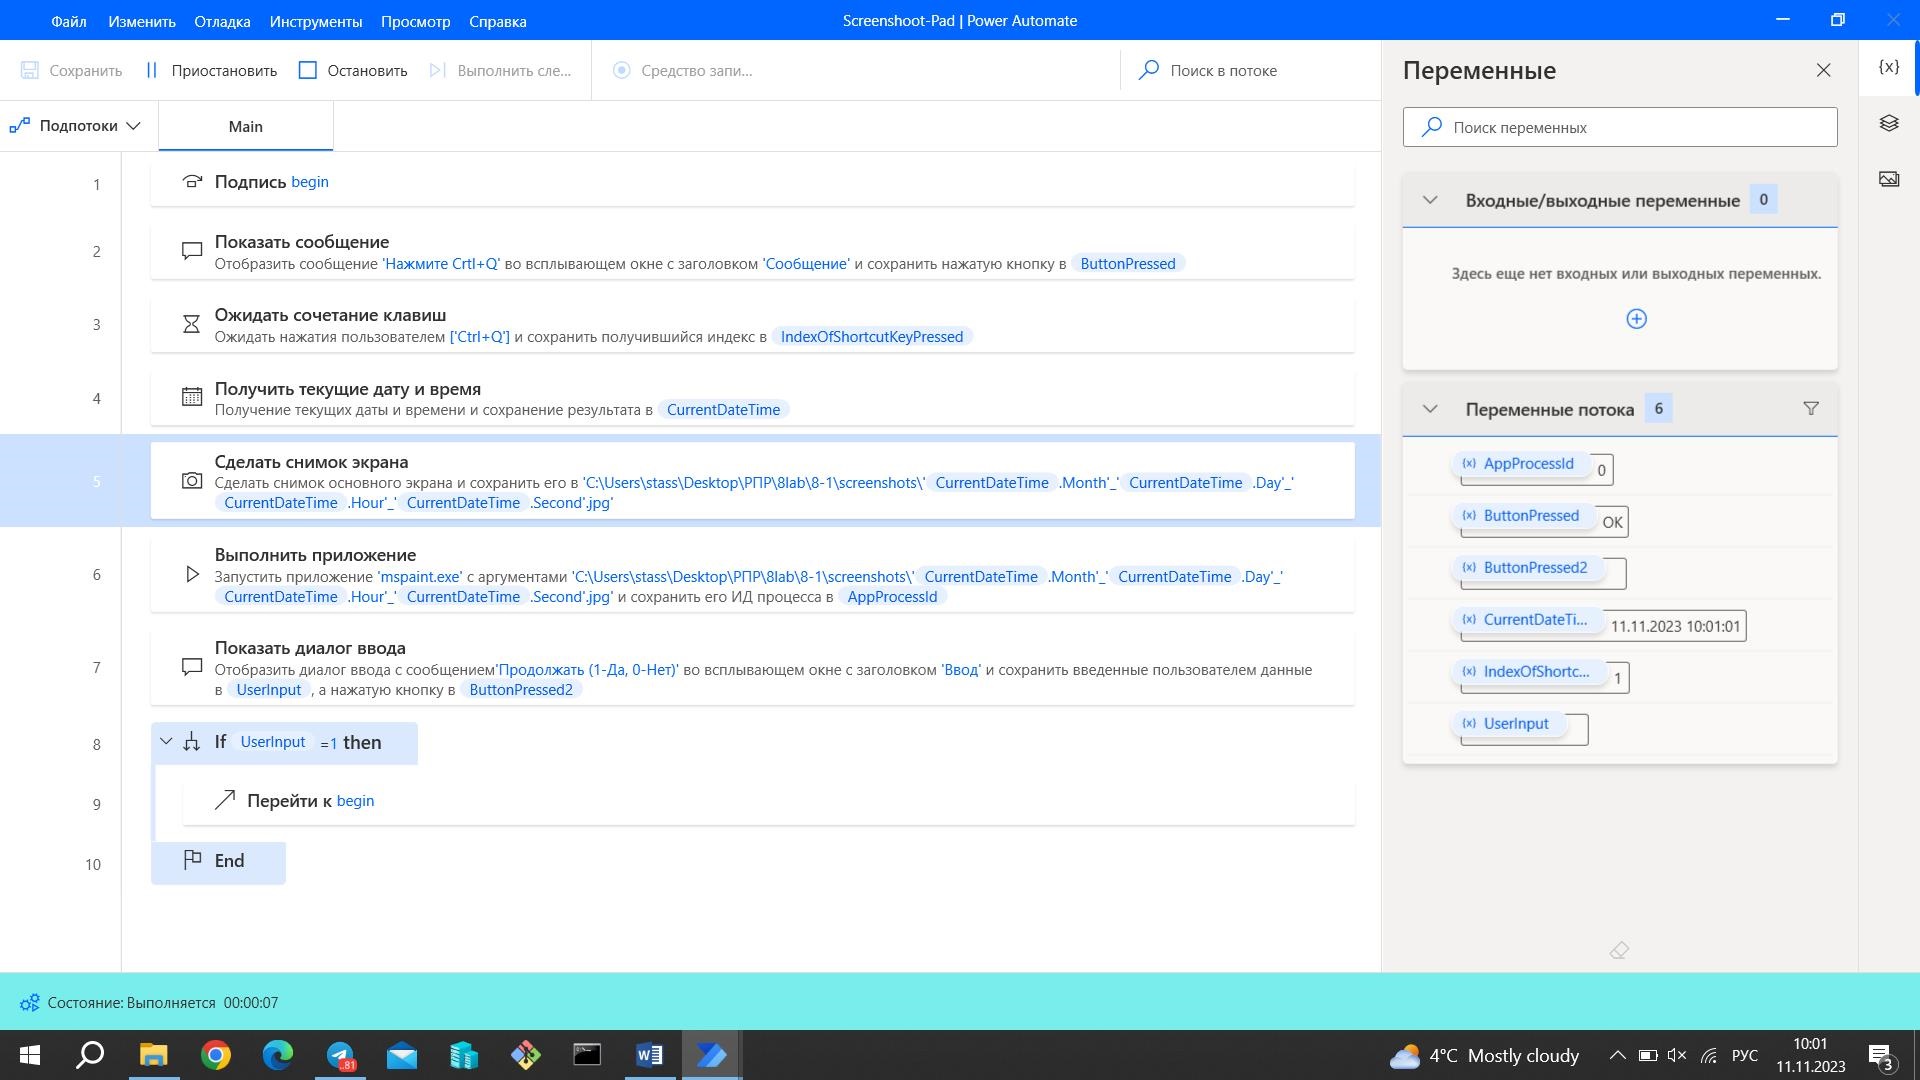 Файл Изменить Отладка Инструменты Просмотр Справка Screenshoot-Pad | Power Automate
Сохранить Приостановить Остановить Выполнить сле... Средство запи... Поиск в потоке
Подпотоки Main
1 Подпись begin
2 Показать сообщение
Отобразить сообщение 'Нажмите Crtl+Q' во всплывающем окне с заголовком 'Сообщение' и сохранить нажатую кнопку в ButtonPressed
3 Ожидать сочетание клавиш
Ожидать нажатия пользователем ['Ctrl+Q'] и сохранить получившийся индекс в IndexOfShortcutKeyPressed
4 Получить текущие дату и время
Получение текущих даты и времени и сохранение результата в CurrentDateTime
5 Сделать снимок экрана
Сделать снимок основного экрана и сохранить его в 'C:\Users\stass\Desktop\РПР\8lab\8-1\screenshots\' CurrentDateTime .Month'_' CurrentDateTime .Day'_'
CurrentDateTime .Hour'_' CurrentDateTime .Second'.jpg'
6 Выполнить приложение
Запустить приложение 'mspaint.exe' с аргументами 'C:\Users\stass\Desktop\РПР\8lab\8-1\screenshots\' CurrentDateTime .Month'_' CurrentDateTime .Day'_'
CurrentDateTime .Hour'_' CurrentDateTime .Second'.jpg' и сохранить его ИД процесса в AppProcessId
7 Показать диалог ввода
Отобразить диалог ввода с сообщением'Продолжать (1-Да, 0-Нет)' во всплывающем окне с заголовком 'Ввод' и сохранить введенные пользователем данные
в UserInput , а нажатую кнопку в ButtonPressed2
8 If UserInput =1 then
9 Перейти к begin
10 End
Переменные
{x}
Поиск переменных
Входные/выходные переменные 0
Здесь еще нет входных или выходных переменных.
Переменные потока 6
{x} AppProcessId 0
{x} ButtonPressed OK
{x} ButtonPressed2
{x} CurrentDateTi... 11.11.2023 10:01:01
{x} IndexOfShortc... 1
{x} UserInput
Состояние: Выполняется 00:00:07
81
4°C Mostly cloudy РУС 10:01
11.11.2023 3